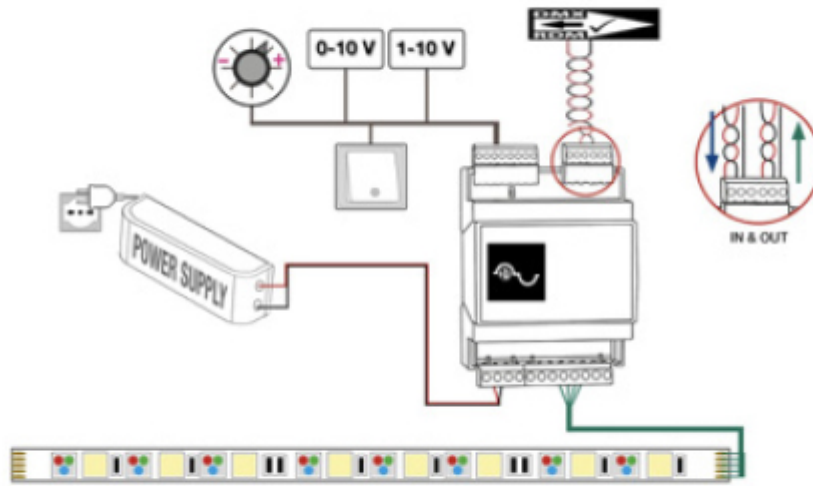 DMX
RDM
- +
0-10 V
1-10 V
POWER SUPPLY
IN & OUT